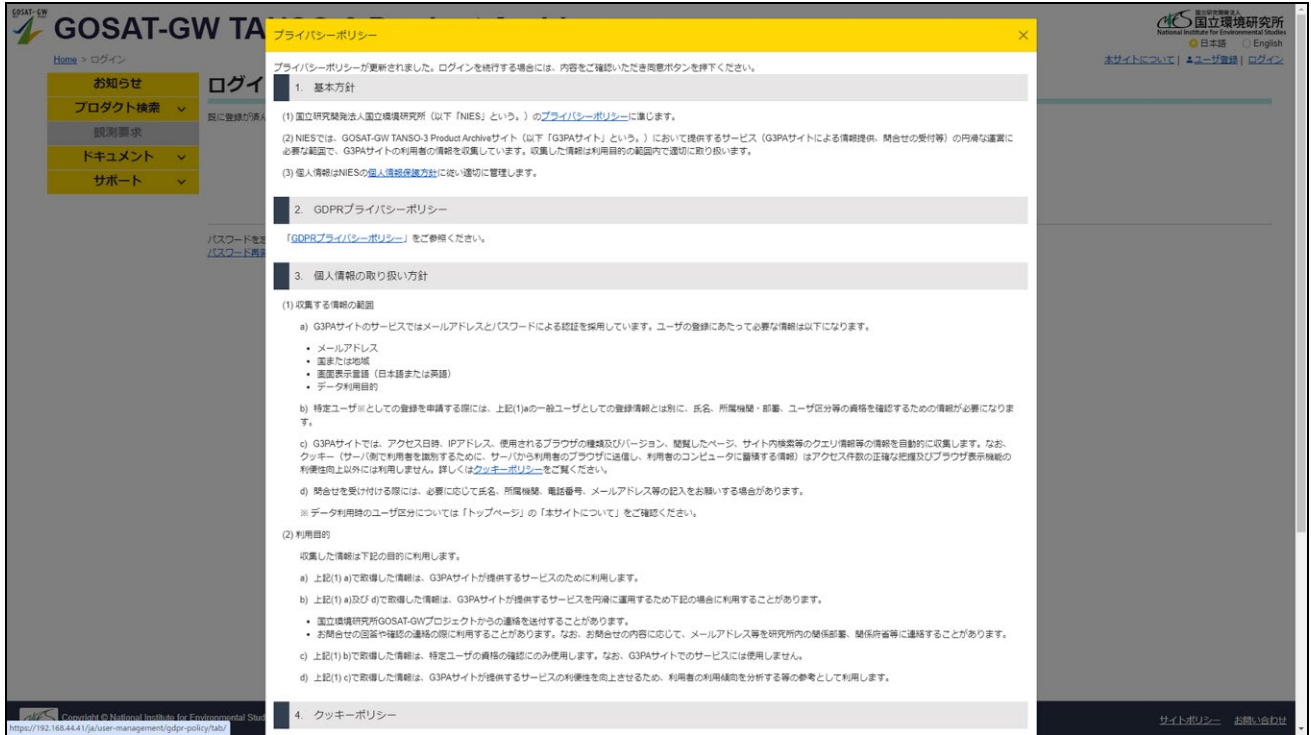 GOSAT-GW
GOSAT-GW TA
国立研究開発法人
国立環境研究所
National Institute for Environmental Studies
日本語 English
Home > ログイン
本サイトについて | ユーザ登録 | ログイン
お知らせ
プロダクト検索
観測要求
ドキュメント
サポート
ログイ
既に登録が済ん
パスワードを忘
パスワード再
プライバシーポリシー ×
プライバシーポリシーが更新されました。ログインを続行する場合には、内容をご確認いただき同意ボタンを押下ください。
1. 基本方針
(1) 国立研究開発法人国立環境研究所（以下「NIES」という。）のプライバシーポリシーに準じます。
(2) NIESでは、GOSAT-GW TANSO-3 Product Archiveサイト（以下「G3PAサイト」という。）において提供するサービス（G3PAサイトによる情報提供、問合せの受付等）の円滑な運営に
必要な範囲で、G3PAサイトの利用者の情報を収集しています。収集した情報は利用目的の範囲内で適切に取り扱います。
(3) 個人情報はNIESの個人情報保護方針に従い適切に管理します。
2. GDPRプライバシーポリシー
「GDPRプライバシーポリシー」をご参照ください。
3. 個人情報の取り扱い方針
(1) 収集する情報の範囲
a) G3PAサイトのサービスではメールアドレスとパスワードによる認証を採用しています。ユーザの登録にあたって必要な情報は以下になります。
• メールアドレス
• 国または地域
• 画面表示言語（日本語または英語）
• データ利用目的
b) 特定ユーザ※としての登録を申請する際には、上記(1)aの一般ユーザとしての登録情報とは別に、氏名、所属機関・部署、ユーザ区分等の資格を確認するための情報が必要になりま
す。
c) G3PAサイトでは、アクセス日時、IPアドレス、使用されるブラウザの種類及びバージョン、閲覧したページ、サイト内検索等のクエリ情報等の情報を自動的に収集します。なお、
クッキー（サーバ側で利用者を識別するために、サーバから利用者のブラウザに送信し、利用者のコンピュータに蓄積する情報）はアクセス件数の正確な把握及びブラウザ表示機能の
利便性向上以外には利用しません。詳しくはクッキーポリシーをご覧ください。
d) 問合せを受け付ける際には、必要に応じて氏名、所属機関、電話番号、メールアドレス等の記入をお願いする場合があります。
※ データ利用時のユーザ区分については「トップページ」の「本サイトについて」をご確認ください。
(2) 利用目的
収集した情報は下記の目的に利用します。
a) 上記(1) a)で取得した情報は、G3PAサイトが提供するサービスのために利用します。
b) 上記(1) a)及び d)で取得した情報は、G3PAサイトが提供するサービスを円滑に運用するため下記の場合に利用することがあります。
• 国立環境研究所GOSAT-GWプロジェクトからの連絡を送付することがあります。
• お問合せの回答や確認の連絡の際に利用することがあります。なお、お問合せの内容に応じて、メールアドレス等を研究所内の関係部署、関係府省等に連絡することがあります。
c) 上記(1) b)で取得した情報は、特定ユーザの資格の確認にのみ使用します。なお、G3PAサイトでのサービスには使用しません。
d) 上記(1) c)で取得した情報は、G3PAサイトが提供するサービスの利便性を向上させるため、利用者の利用傾向を分析する等の参考として利用します。
4. クッキーポリシー
Copyright © National Institute for Environmental Stud
https://192.168.44.41/ja/user-management/gdpr-policy/tab/
サイトポリシー お問い合わせ